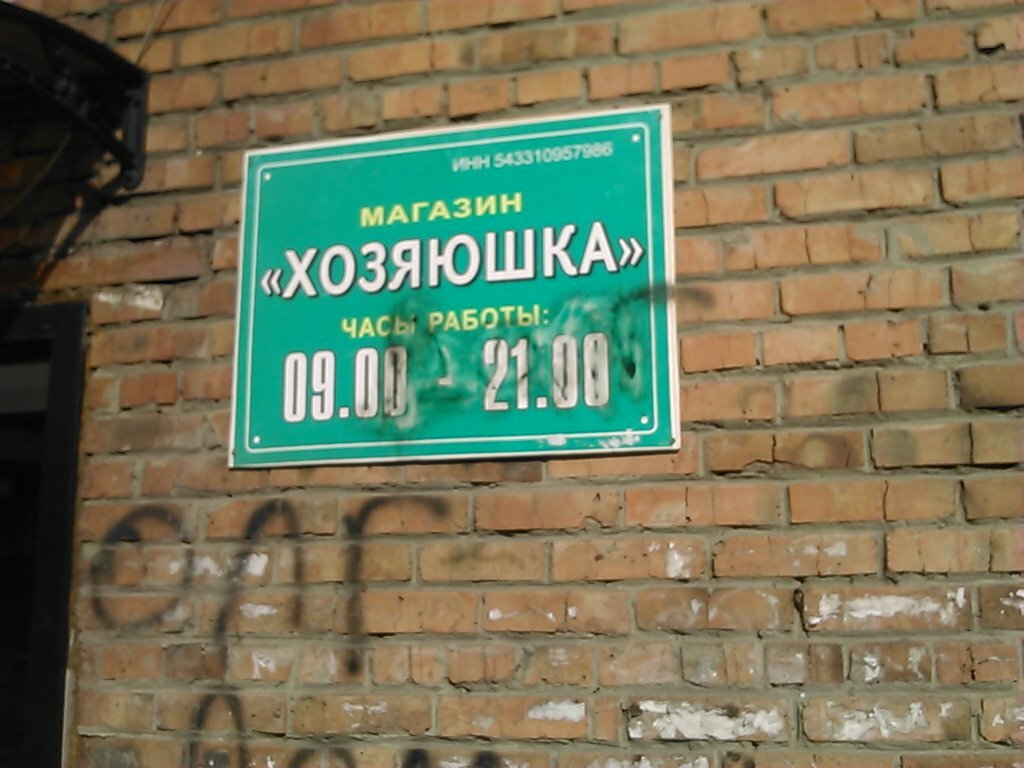 ИНН 543310957986
МАГАЗИН
«ХОЗЯЮШКА»
ЧАСЫ РАБОТЫ:
09.00 - 21.00